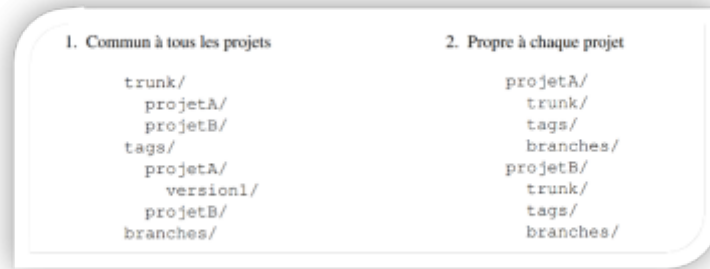 1. Commun à tous les projets
trunk/
projetA/
projetB/
tags/
projetA/
version1/
projetB/
branches/
2. Propre à chaque projet
projetA/
trunk/
tags/
branches/
projetB/
trunk/
tags/
branches/